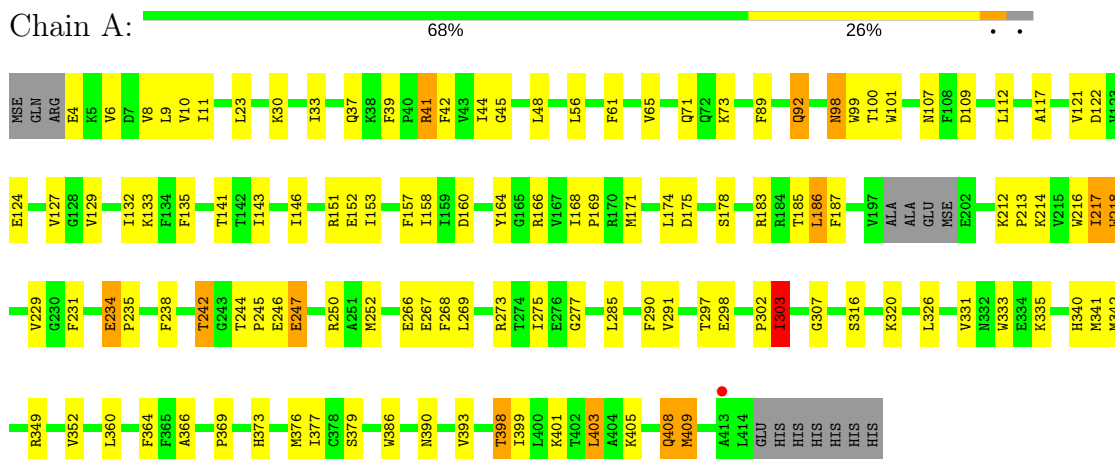 Chain A:
68% 26% • •
MSE GLN ARG E4 K5 V6 D7 V8 L9 V10 I11 L23 K30 I33 Q37 K38 F39 P40 R41 F42 V43 I44 G45 L48 L56 F61 V65 Q71 Q72 K73 F89 Q92 N98 W99 T100 W101 N107 F108 D109 L112 A117 V121 D122 V123
E124 V127 G128 V129 I132 K133 F134 F135 T141 T142 I143 I146 R151 E152 I153 F157 I158 I159 D160 Y164 G165 R166 V167 I168 P169 R170 M171 L174 D175 S178 R183 R184 T185 L186 F187 V197 ALA ALA GLU MSE E202 K212 P213 K214 V215 W216 I217
V229 G230 F231 E234 P235 F238 T242 G243 T244 P245 E246 E247 R250 A251 M252 E266 E267 F268 L269 R273 T274 I275 E276 G277 L285 F290 V291 T297 E298 P302 I303 G307 S316 K320 L326 V331 N332 W333 E334 K335 H340 M341
R349 V352 L360 F364 F365 A366 P369 H373 M376 I377 C378 S379 W386 N390 V393 T398 I399 L400 K401 T402 L403 A404 K405 Q408 M409 A413 L414 GLU HIS HIS HIS HIS HIS HIS